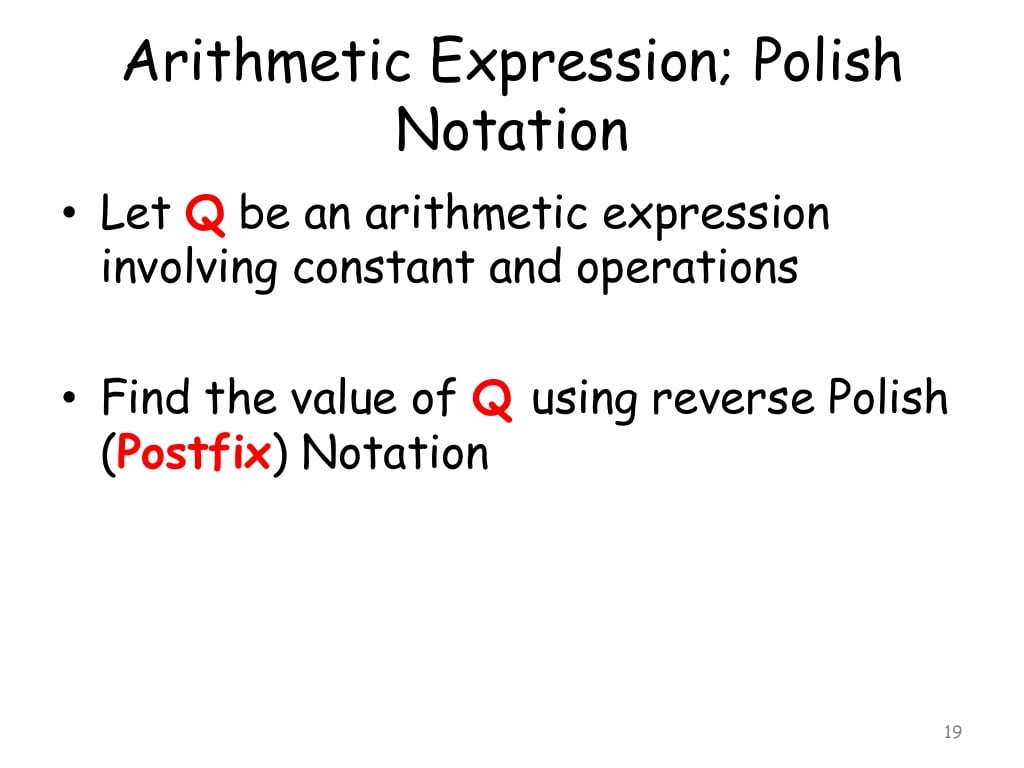 Arithmetic Expression; Polish
Notation
• Let Q be an arithmetic expression
involving constant and operations
• Find the value of Q using reverse Polish
(Postfix) Notation
19